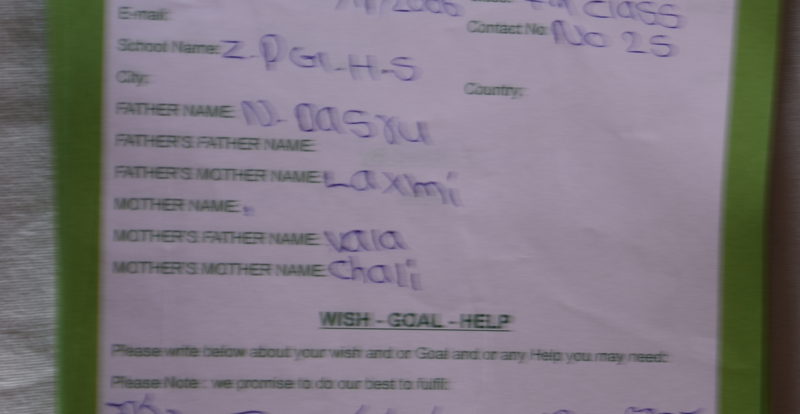 E-mail: Class
Contact No: No 25
School Name: Z.PGI-H-S
City: Country:
FATHER NAME: N. Dasru
FATHER'S FATHER NAME:
FATHER'S MOTHER NAME: Laxmi
MOTHER NAME:
MOTHER'S FATHER NAME: Vala
MOTHER'S MOTHER NAME: Chali
WISH - GOAL - HELP
Please write below about your wish and or Goal and or any Help you may need:
Please Note : we promise to do our best to fulfil: